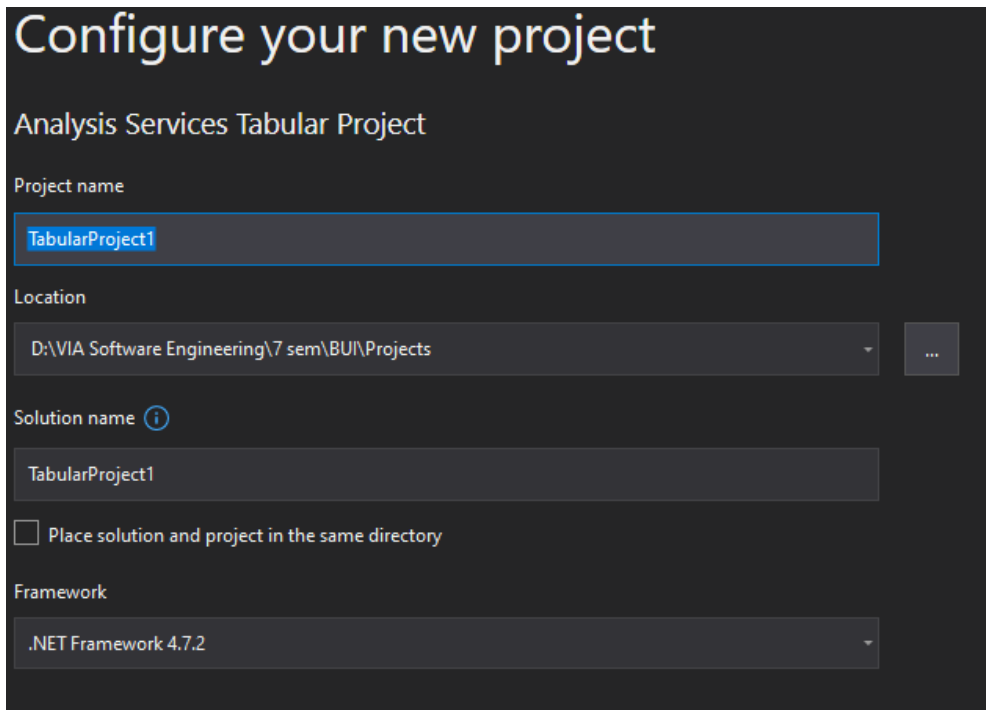 Configure your new project
Analysis Services Tabular Project
Project name
TabularProject1
Location
D:\VIA Software Engineering\7 sem\BUI\Projects
...
Solution name
TabularProject1
Place solution and project in the same directory
Framework
.NET Framework 4.7.2